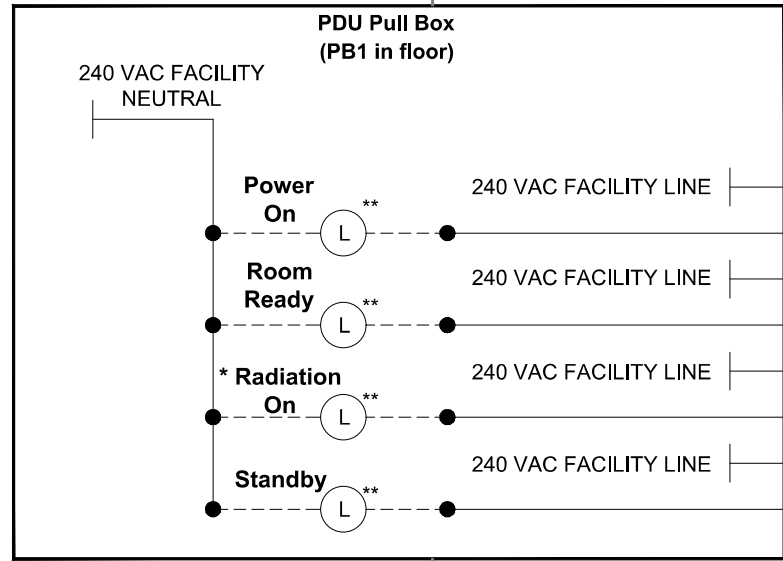 PDU Pull Box
(PB1 in floor)
240 VAC FACILITY
NEUTRAL
Power
On
L
**
240 VAC FACILITY LINE
Room
Ready
L
**
240 VAC FACILITY LINE
* Radiation
On
L
**
240 VAC FACILITY LINE
Standby
L
**
240 VAC FACILITY LINE